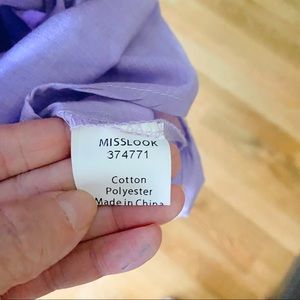 MISSLOOK
374771
Cotton
Polyester
Made in China